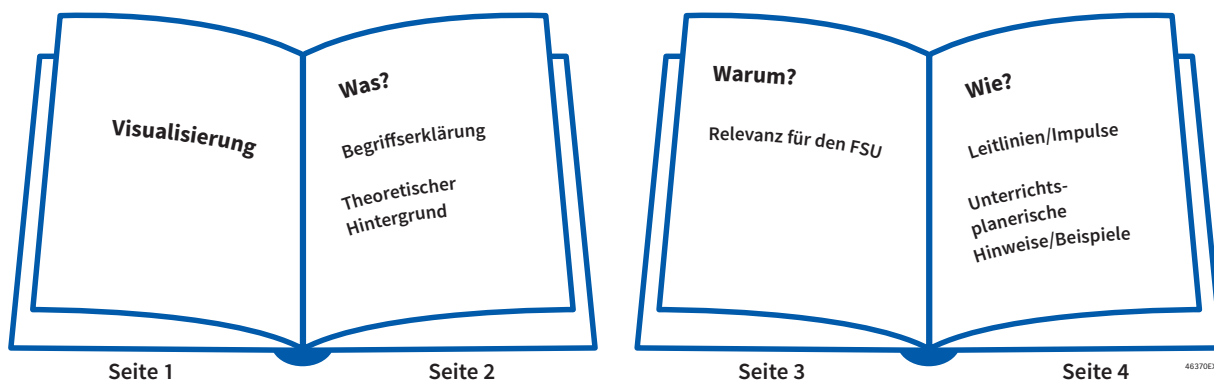 Visualisierung
Was?
Begriffserklärung
Theoretischer
Hintergrund
Seite 1
Seite 2
Warum?
Relevanz für den FSU
Wie?
Leitlinien/Impulse
Unterrichts-
planerische
Hinweise/Beispiele
Seite 3
Seite 4